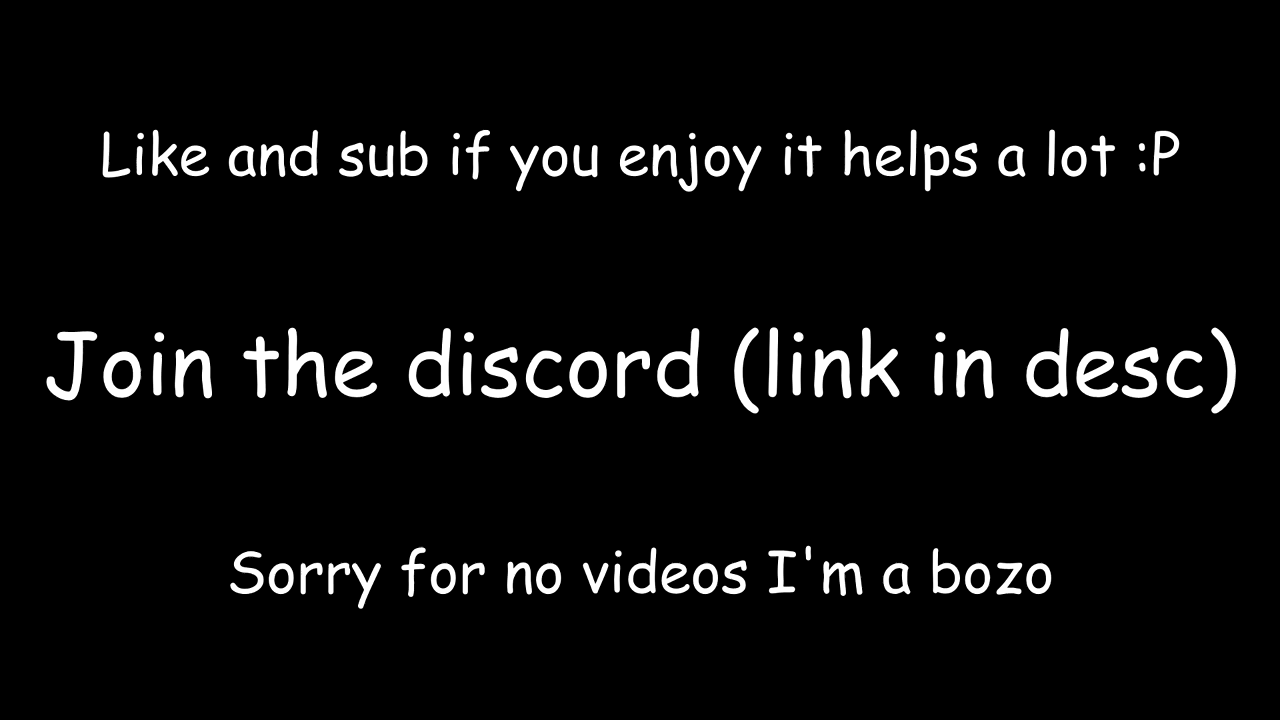 Like and sub if you enjoy it helps a lot :P
Join the discord (link in desc)
Sorry for no videos I'm a bozo